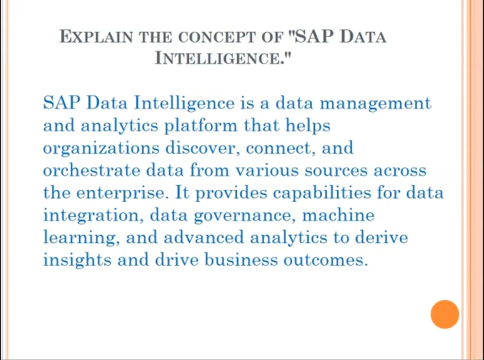 EXPLAIN THE CONCEPT OF "SAP DATA
INTELLIGENCE."
SAP Data Intelligence is a data management
and analytics platform that helps
organizations discover, connect, and
orchestrate data from various sources across
the enterprise. It provides capabilities for data
integration, data governance, machine
learning, and advanced analytics to derive
insights and drive business outcomes.